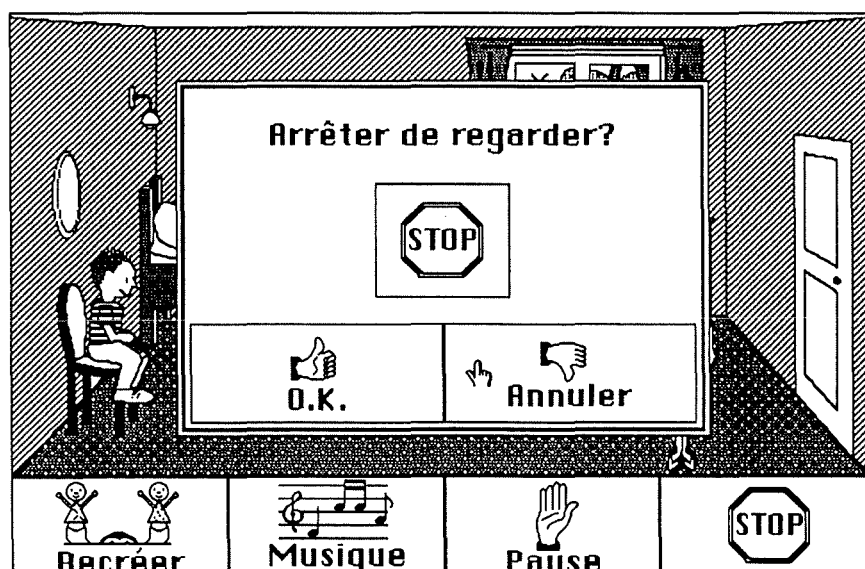 Arrêter de regarder?
STOP
O.K.
Annuler
Recréer
Musique
Pause
STOP